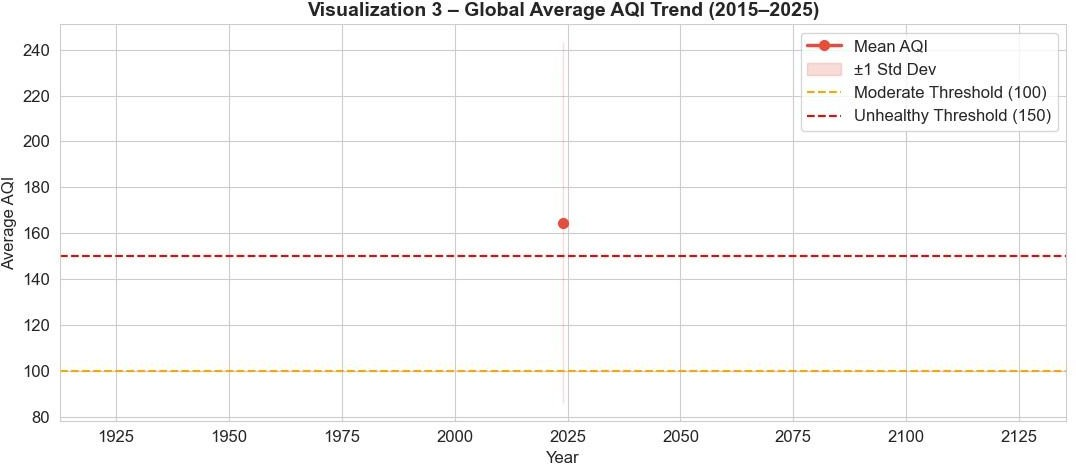 Visualization 3 – Global Average AQI Trend (2015–2025)
Mean AQI
±1 Std Dev
Moderate Threshold (100)
Unhealthy Threshold (150)
Average AQI
240
220
200
180
160
140
120
100
80
1925 1950 1975 2000 2025 2050 2075 2100 2125
Year